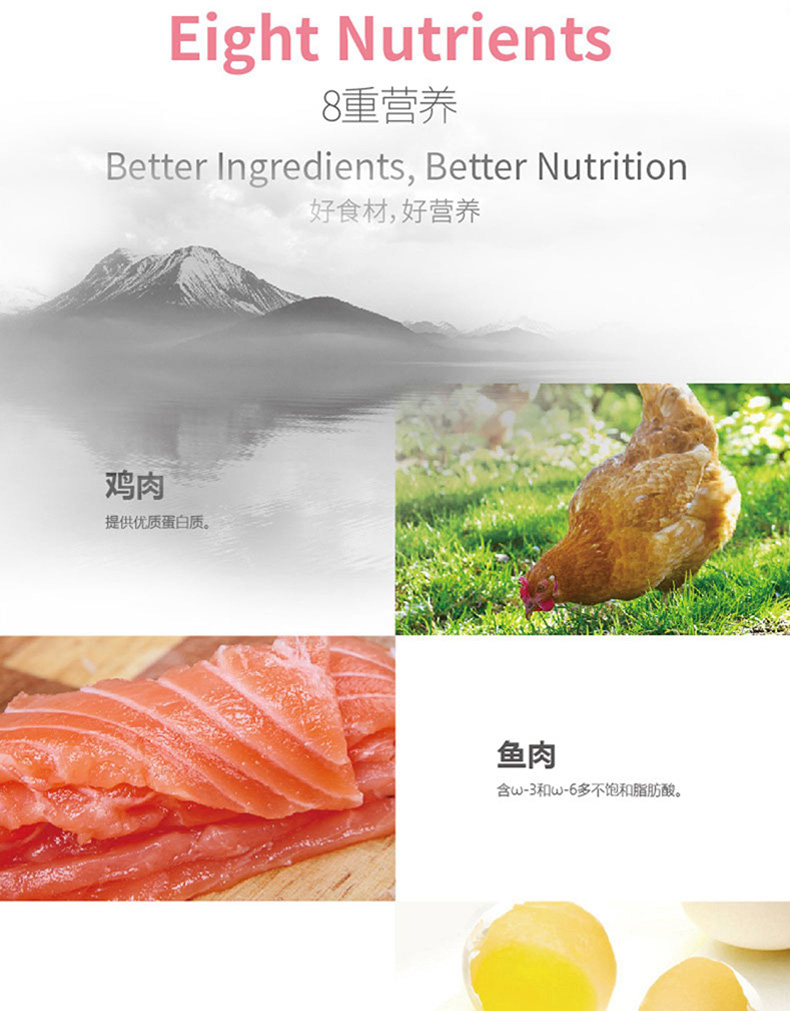 Eight Nutrients
8重营养
Better Ingredients, Better Nutrition
好食材,好营养
鸡肉
提供优质蛋白质。
鱼肉
含ω-3和ω-6多不饱和脂肪酸。